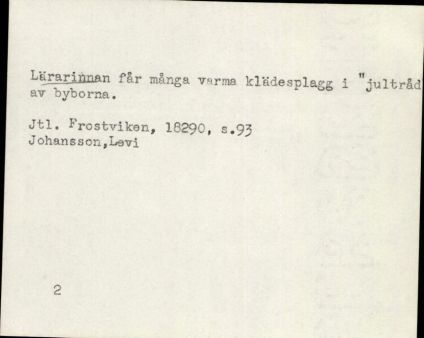 Lärarinnan får många varma klädesplagg i "jultråd
av byborna.
Jtl. Frostviken, 18290, s.93
Johansson,Levi
2